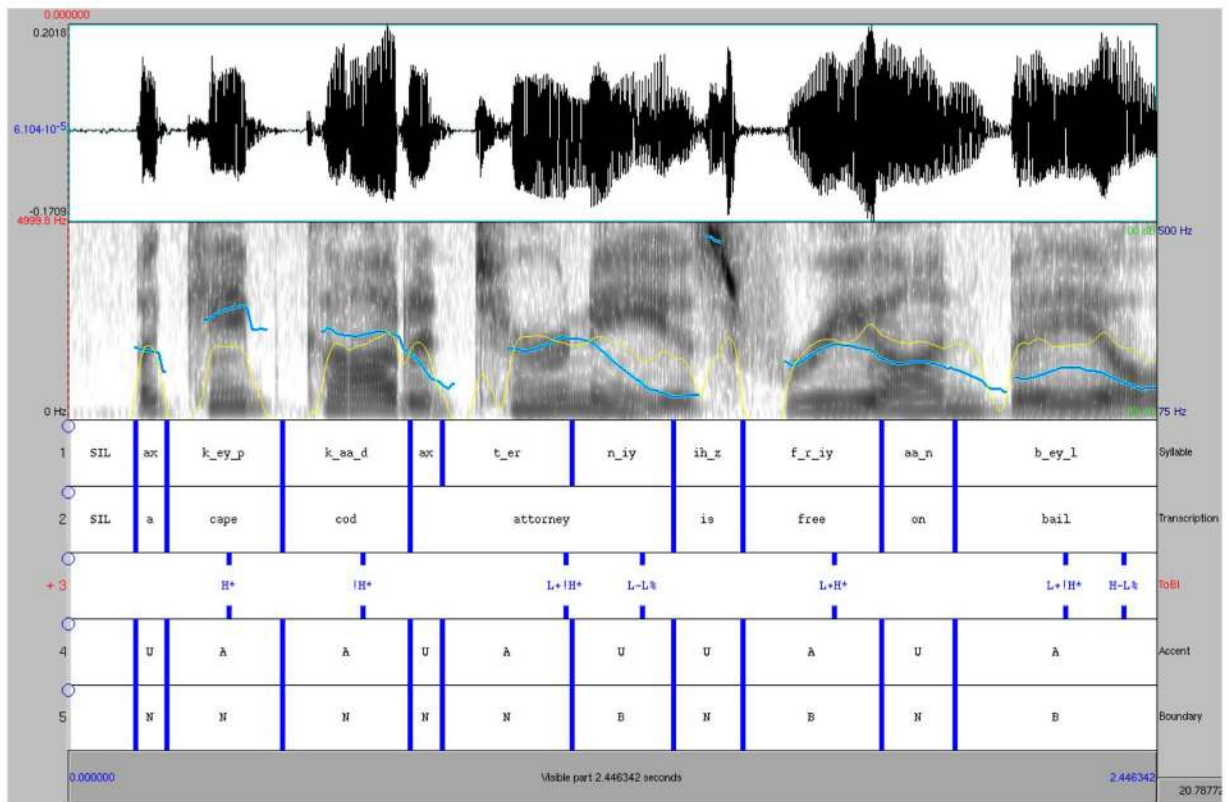 0.000000
0.2018
6.104·10⁻⁵
-0.1709
4999.8 Hz
500 Hz
0 Hz
75 Hz
1 SIL ax k_ey_p k_aa_d ax t_er n_iy ih_z f_r_iy aa_n b_ey_l Syllable
2 SIL a cape cod attorney is free on bail Transcription
+ 3 H* !H* L+!H* L-L% L+H* L+!H* H-L% ToBI
4 U A A U A U U A U A Accent
5 N N N N N B N B N B Boundary
0.000000 Visible part 2.446342 seconds 2.446342
20.78772